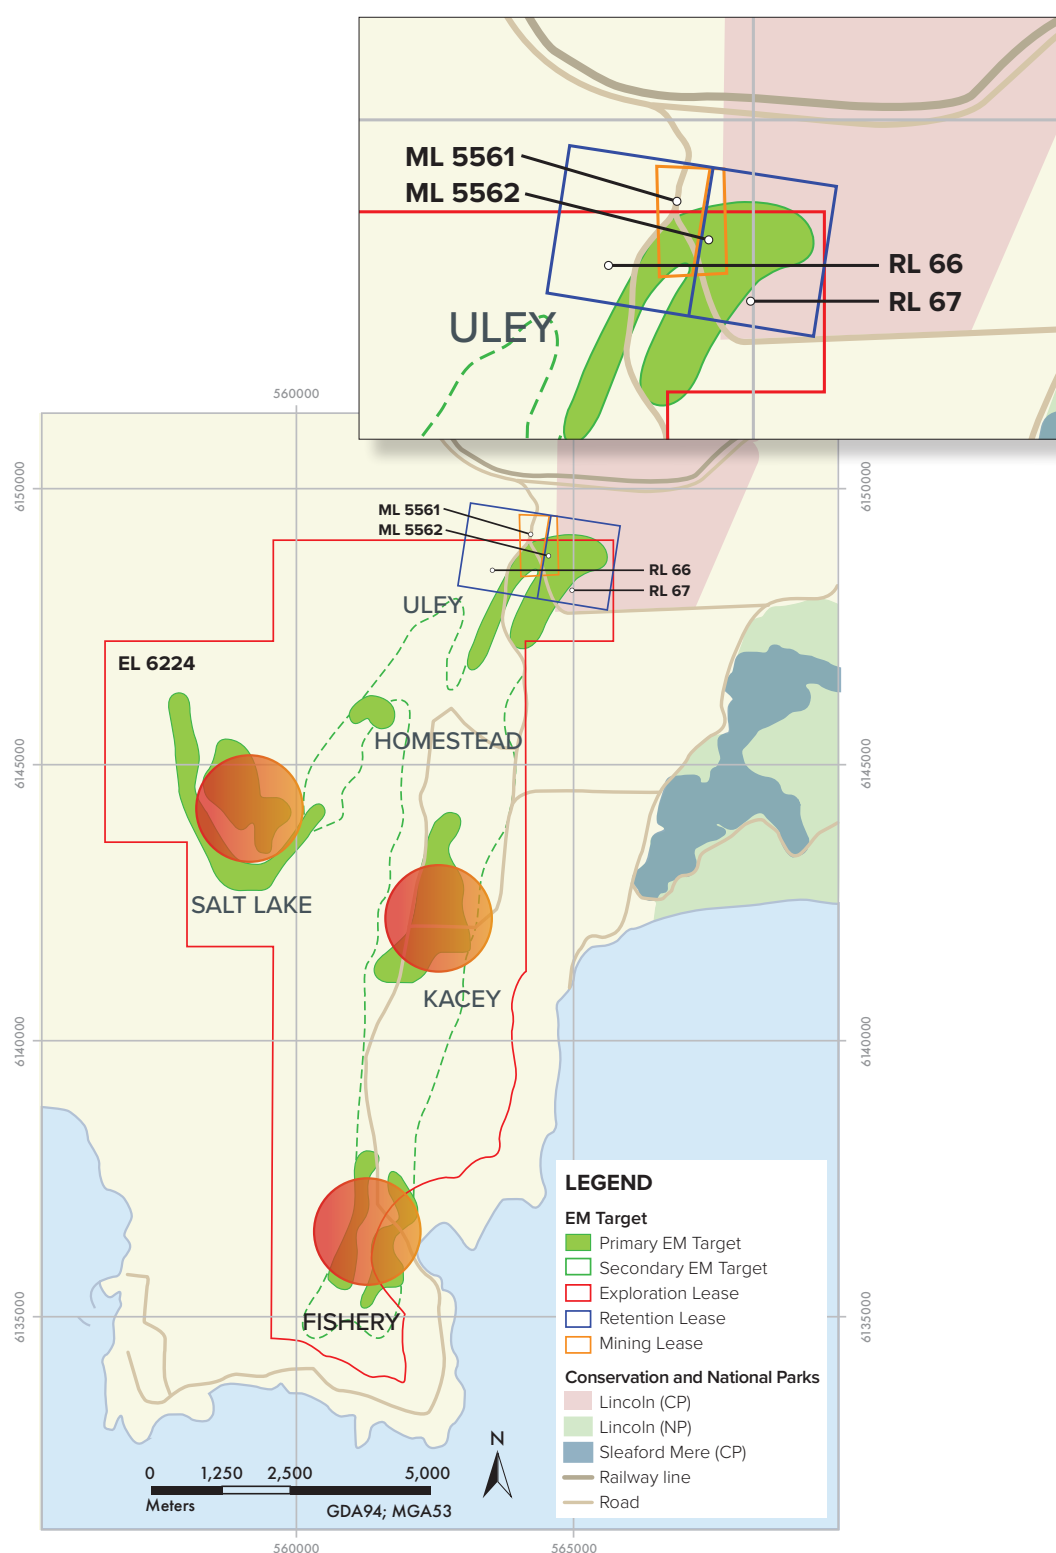 ML 5561
ML 5562
RL 66
RL 67
ULEY
560000
6150000
6150000
ML 5561
ML 5562
RL 66
RL 67
ULEY
EL 6224
HOMESTEAD
6145000
6145000
SALT LAKE
KACEY
6140000
6140000
LEGEND
EM Target
Primary EM Target
Secondary EM Target
Exploration Lease
Retention Lease
Mining Lease
Conservation and National Parks
Lincoln (CP)
Lincoln (NP)
Sleaford Mere (CP)
Railway line
Road
6135000
6135000
FISHERY
N
0 1,250 2,500 5,000
Meters
GDA94; MGA53
560000
565000